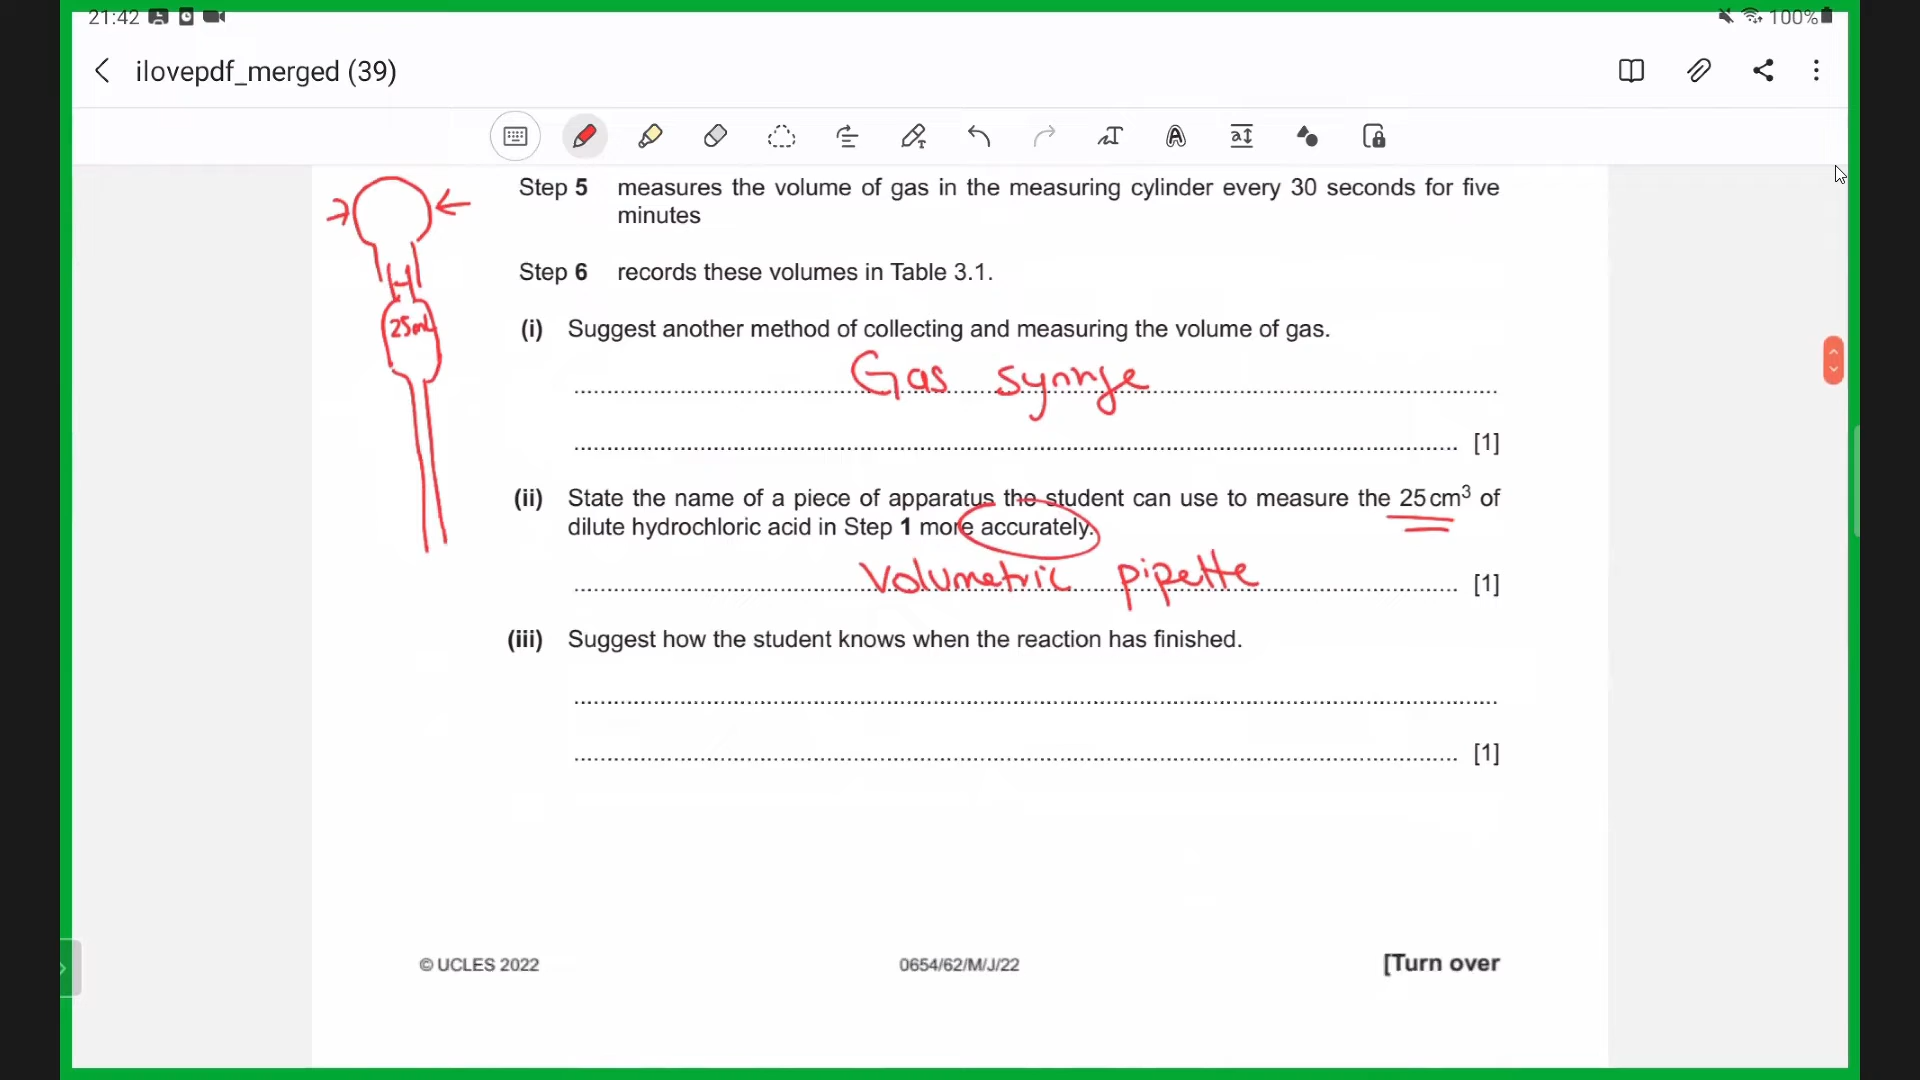 21:42
100%
ilovepdf_merged (39)
Step 5 measures the volume of gas in the measuring cylinder every 30 seconds for five
minutes
Step 6 records these volumes in Table 3.1.
25mL
(i) Suggest another method of collecting and measuring the volume of gas.
Gas syringe
[1]
(ii) State the name of a piece of apparatus the student can use to measure the 25 cm³ of
dilute hydrochloric acid in Step 1 more accurately.
Volumetric pipette
[1]
(iii) Suggest how the student knows when the reaction has finished.
[1]
© UCLES 2022
0654/62/M/J/22
[Turn over